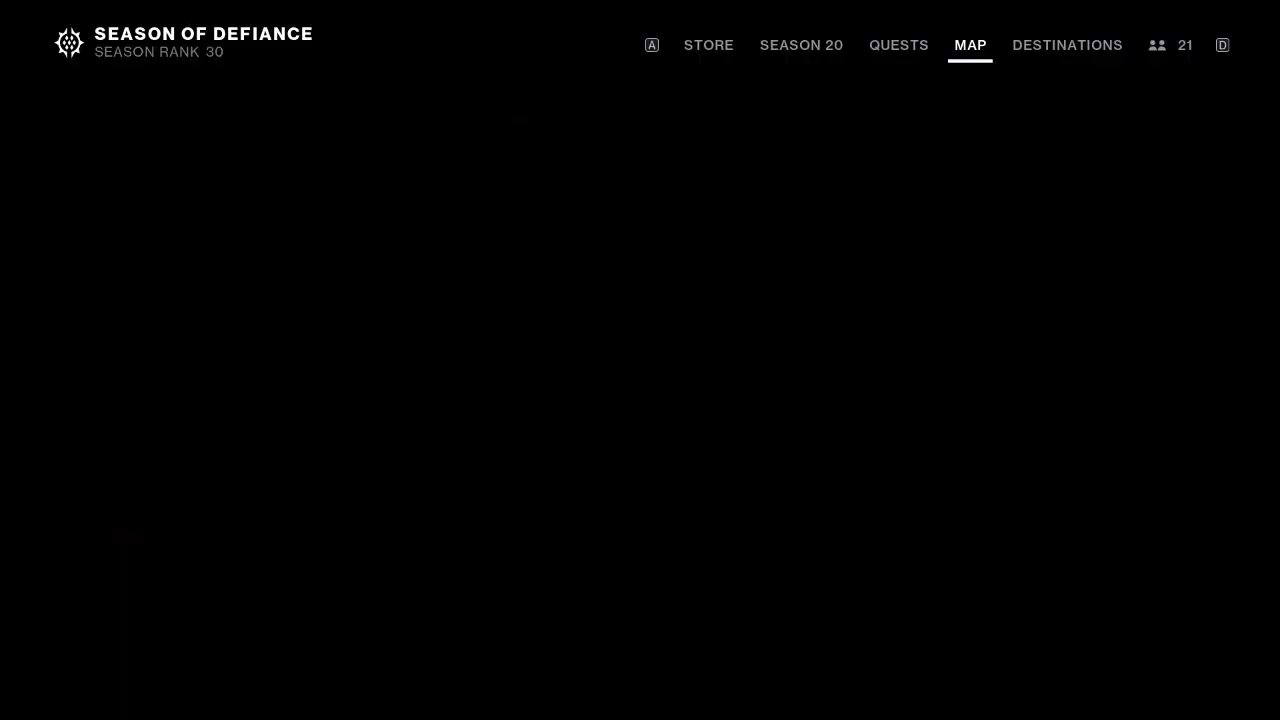 SEASON OF DEFIANCE
SEASON RANK 30
A STORE SEASON 20 QUESTS MAP DESTINATIONS 21 D